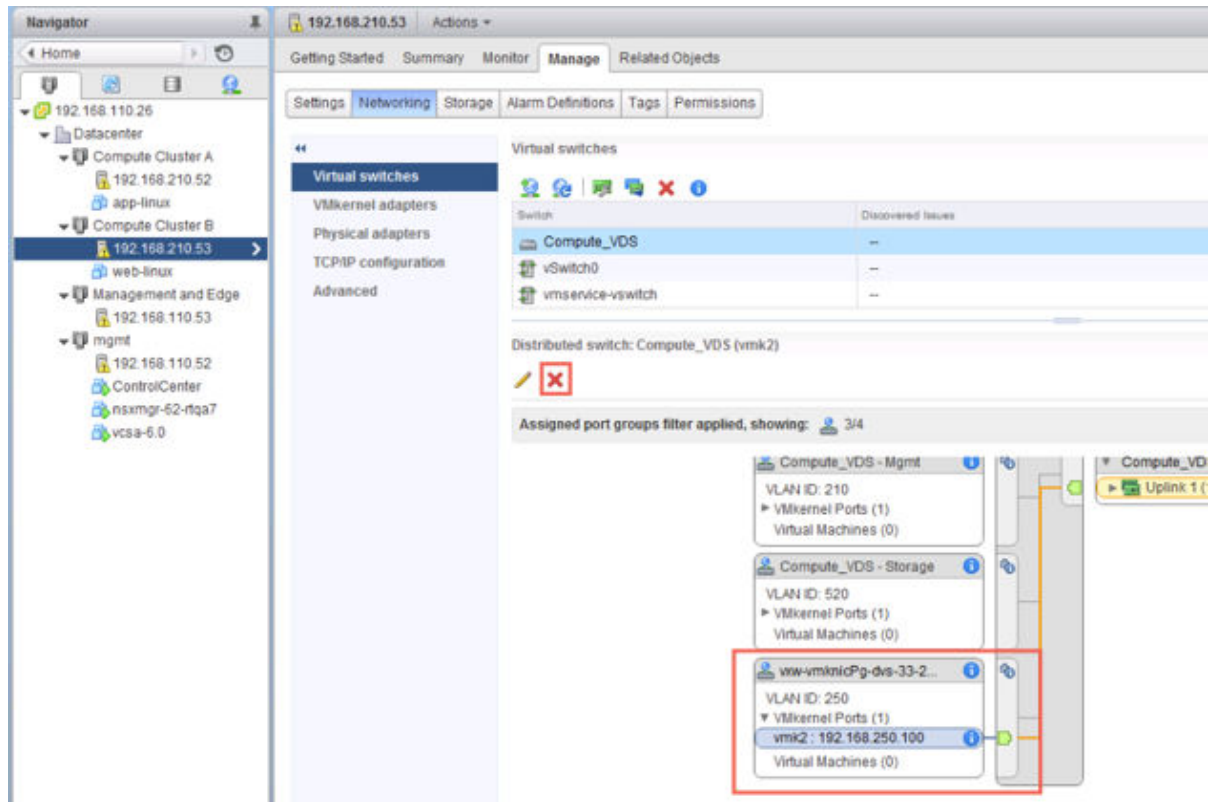 Navigator
Home
192.168.110.26
Datacenter
Compute Cluster A
192.168.210.52
app-linux
Compute Cluster B
192.168.210.53
web-linux
Management and Edge
192.168.110.53
mgmt
192.168.110.52
ControlCenter
nsxmgr-62-rtqa7
vcsa-6.0
192.168.210.53 Actions
Getting Started Summary Monitor Manage Related Objects
Settings Networking Storage Alarm Definitions Tags Permissions
Virtual switches
VMkernel adapters
Physical adapters
TCP/IP configuration
Advanced
Virtual switches
Switch Discovered Issues
Compute_VDS --
vSwitch0 --
vmservice-vswitch --
Distributed switch: Compute_VDS (vmk2)
Assigned port groups filter applied, showing: 3/4
Compute_VDS - Mgmt
VLAN ID: 210
VMkernel Ports (1)
Virtual Machines (0)
Compute_VDS - Storage
VLAN ID: 520
VMkernel Ports (1)
Virtual Machines (0)
vxw-vmknicPg-dvs-33-2...
VLAN ID: 250
VMkernel Ports (1)
vmk2 : 192.168.250.100
Virtual Machines (0)
Compute_VD
Uplink 1 (